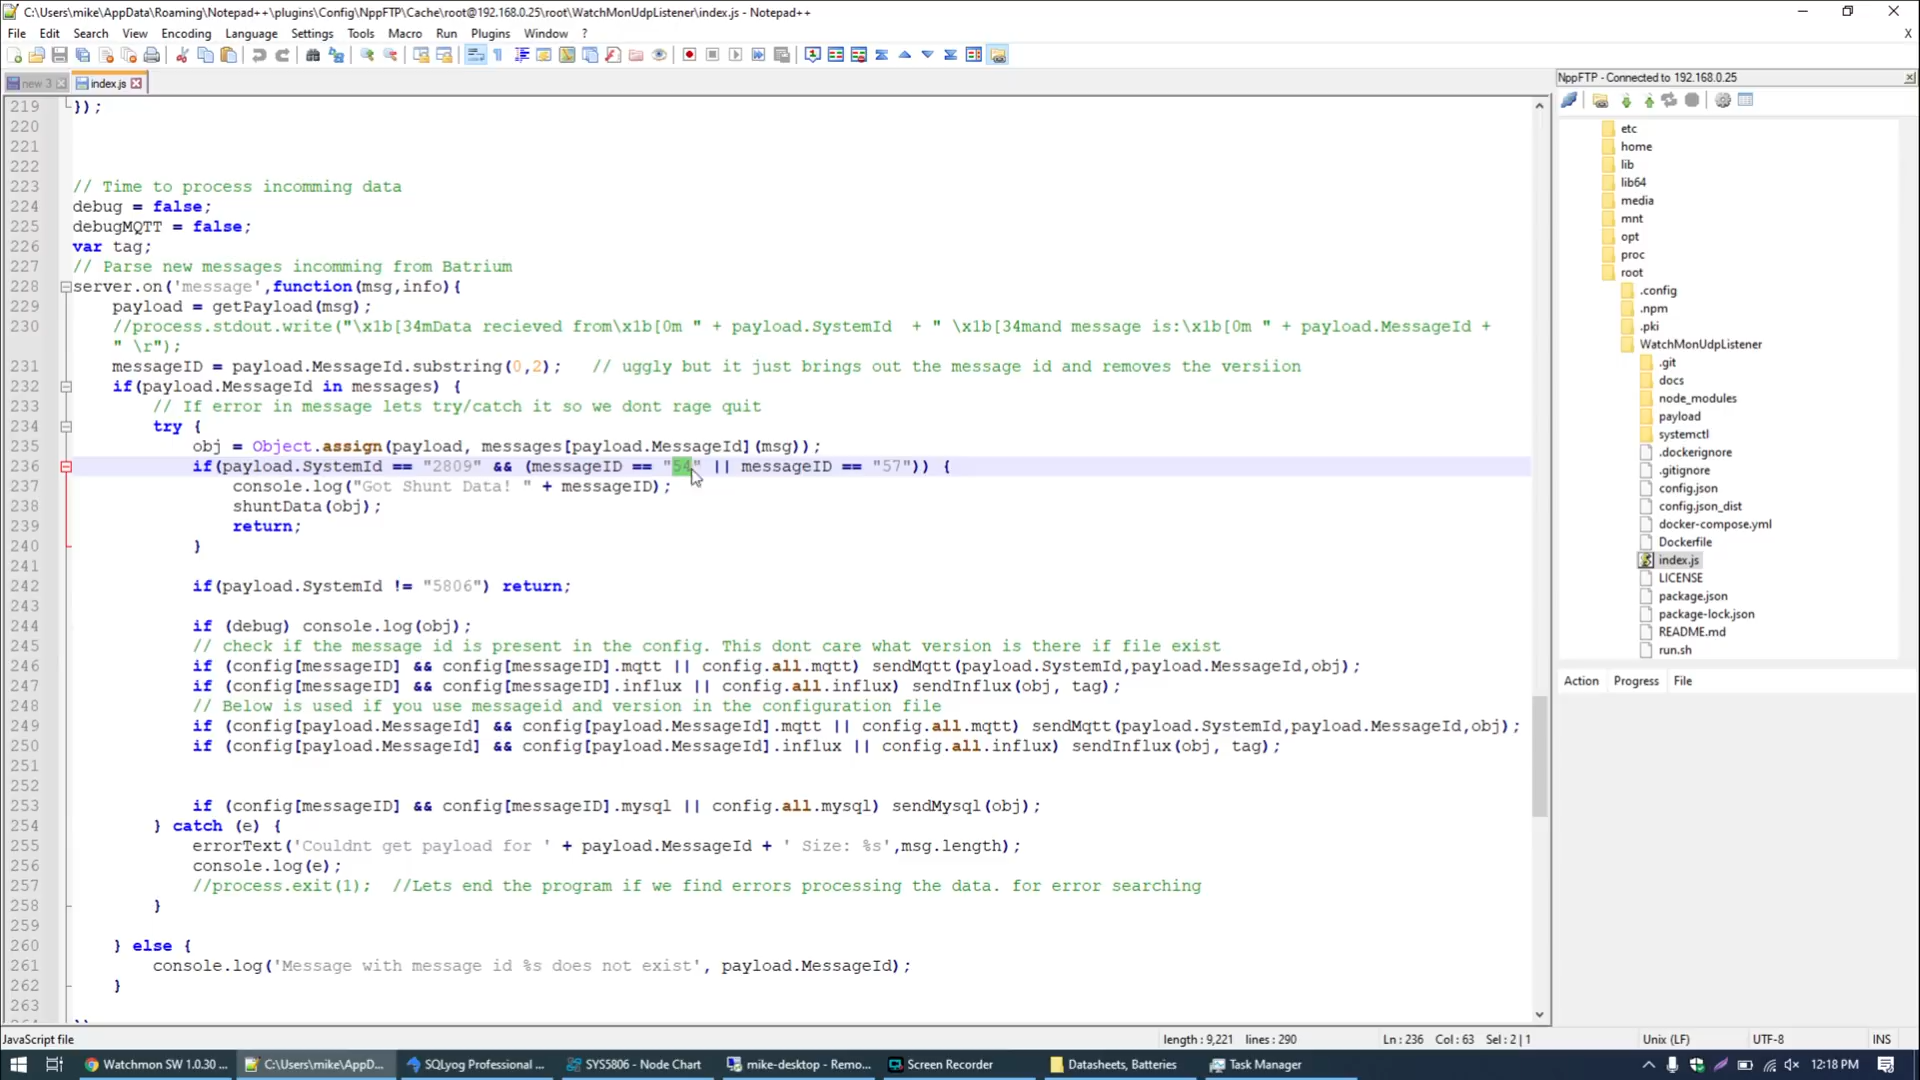 C:\Users\mike\AppData\Roaming\Notepad++\plugins\Config\NppFTP\Cache\root@192.168.0.25\root\WatchMonUdpListener\index.js - Notepad++
File Edit Search View Encoding Language Settings Tools Macro Run Plugins Window ? X
new 3 index.js
219 });
220
221
222
223 // Time to process incomming data
224 debug = false;
225 debugMQTT = false;
226 var tag;
227 // Parse new messages incomming from Batrium
228 server.on('message',function(msg,info){
229 payload = getPayload(msg);
230 //process.stdout.write("\x1b[34mData recieved from\x1b[0m " + payload.SystemId  + " \x1b[34mand message is:\x1b[0m " + payload.MessageId +
" \r");
231 messageID = payload.MessageId.substring(0,2);   // uggly but it just brings out the message id and removes the versiion
232 if(payload.MessageId in messages) {
233 // If error in message lets try/catch it so we dont rage quit
234 try {
235 obj = Object.assign(payload, messages[payload.MessageId](msg));
236 if(payload.SystemId == "2809" && (messageID == "54" || messageID == "57")) {
237 console.log("Got Shunt Data! " + messageID);
238 shuntData(obj);
239 return;
240 }
241
242 if(payload.SystemId != "5806") return;
243
244 if (debug) console.log(obj);
245 // check if the message id is present in the config. This dont care what version is there if file exist
246 if (config[messageID] && config[messageID].mqtt || config.all.mqtt) sendMqtt(payload.SystemId,payload.MessageId,obj);
247 if (config[messageID] && config[messageID].influx || config.all.influx) sendInflux(obj, tag);
248 // Below is used if you use messageid and version in the configuration file
249 if (config[payload.MessageId] && config[payload.MessageId].mqtt || config.all.mqtt) sendMqtt(payload.SystemId,payload.MessageId,obj);
250 if (config[payload.MessageId] && config[payload.MessageId].influx || config.all.influx) sendInflux(obj, tag);
251
252
253 if (config[messageID] && config[messageID].mysql || config.all.mysql) sendMysql(obj);
254 } catch (e) {
255 errorText('Couldnt get payload for ' + payload.MessageId + ' Size: %s',msg.length);
256 console.log(e);
257 //process.exit(1);  //Lets end the program if we find errors processing the data. for error searching
258 }
259
260 } else {
261 console.log('Message with message id %s does not exist', payload.MessageId);
262 }
263
NppFTP - Connected to 192.168.0.25
etc
home
lib
lib64
media
mnt
opt
proc
root
.config
.npm
.pki
WatchMonUdpListener
.git
docs
node_modules
payload
systemctl
.dockerignore
.gitignore
config.json
config.json_dist
docker-compose.yml
Dockerfile
index.js
LICENSE
package.json
package-lock.json
README.md
run.sh
Action Progress File
JavaScript file length : 9,221 lines : 290 Ln : 236 Col : 63 Sel : 2 | 1 Unix (LF) UTF-8 INS
Watchmon SW 1.0.30 ... C:\Users\mike\AppD... SQLyog Professional ... SYS5806 - Node Chart mike-desktop - Remo... Screen Recorder Datasheets, Batteries Task Manager 12:18 PM